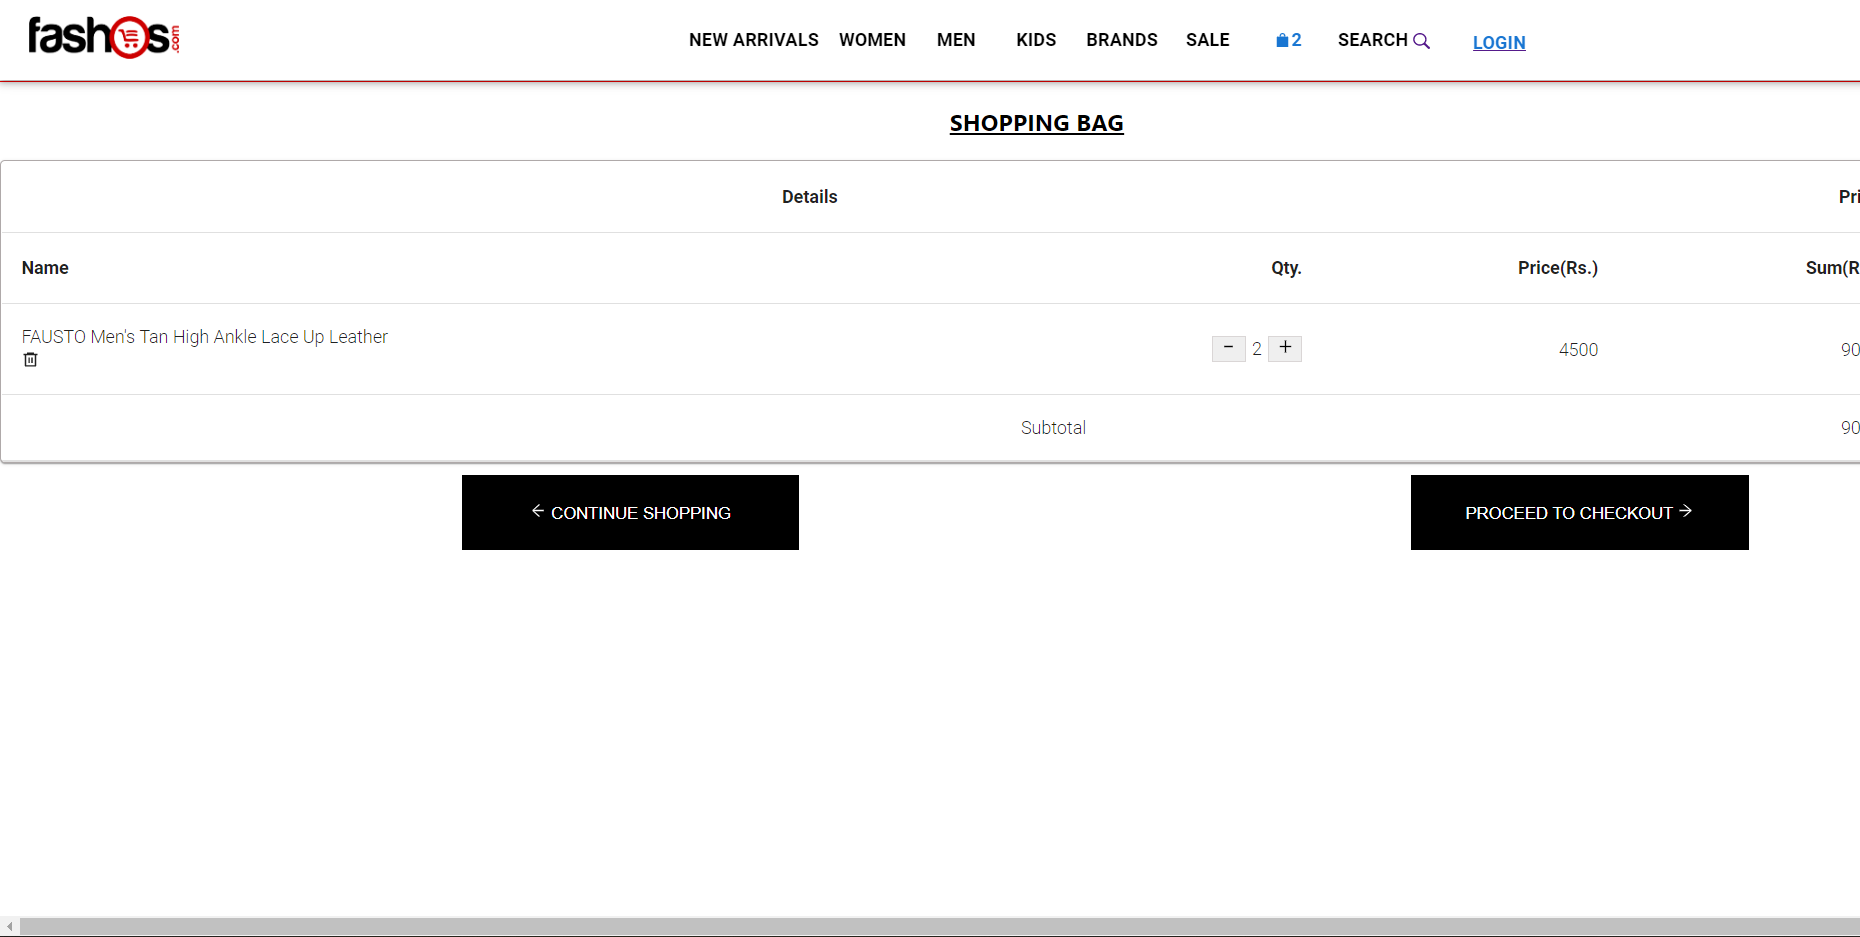 fashos.com
NEW ARRIVALS WOMEN MEN KIDS BRANDS SALE 2 SEARCH LOGIN
SHOPPING BAG
Details Pri
Name Qty. Price(Rs.) Sum(R
FAUSTO Men's Tan High Ankle Lace Up Leather
- 2 + 4500 90
Subtotal 90
← CONTINUE SHOPPING PROCEED TO CHECKOUT →